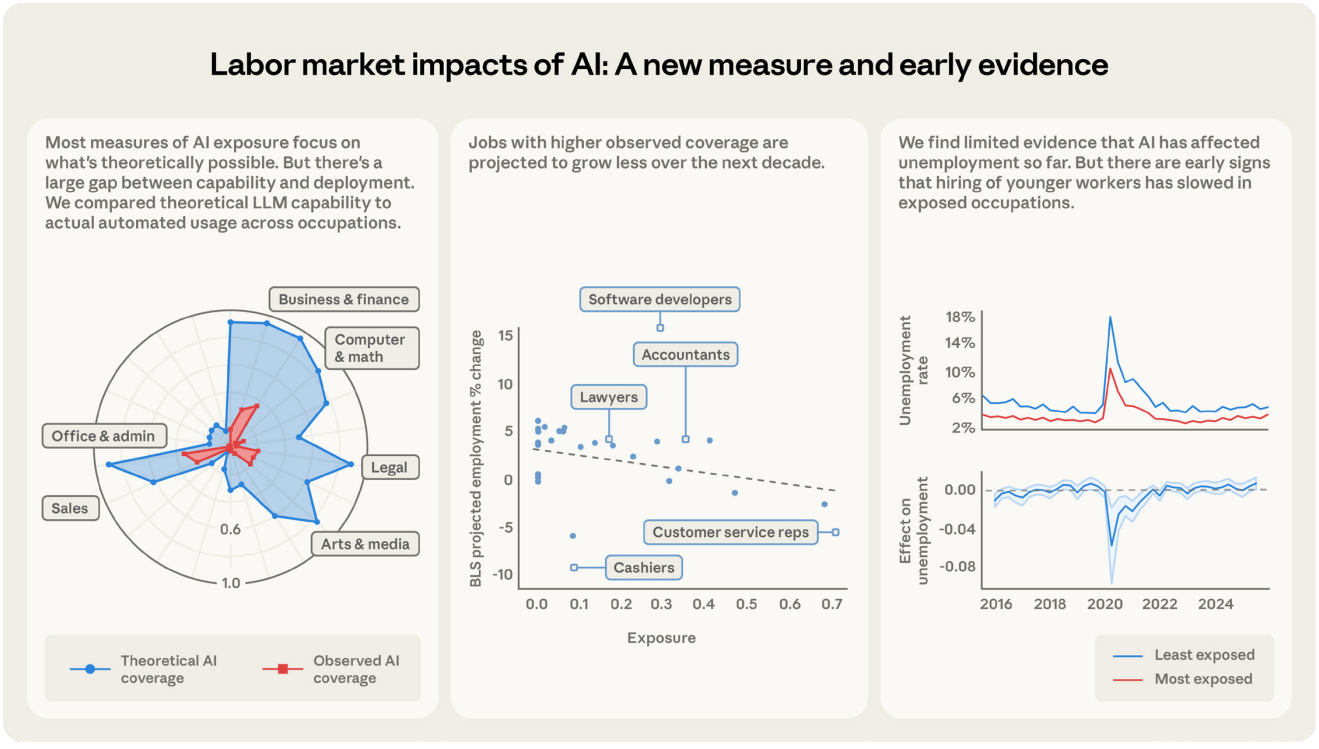 Labor market impacts of AI: A new measure and early evidence
Most measures of AI exposure focus on
what's theoretically possible. But there's a
large gap between capability and deployment.
We compared theoretical LLM capability to
actual automated usage across occupations.
Business & finance
Computer
& math
Office & admin
Legal
Sales
0.6
Arts & media
1.0
Theoretical AI
coverage
Observed AI
coverage
Jobs with higher observed coverage are
projected to grow less over the next decade.
BLS projected employment % change
15
10
5
0
-5
-10
Software developers
Accountants
Lawyers
Customer service reps
Cashiers
0.0
0.1
0.2
0.3
0.4
0.5
0.6
0.7
Exposure
We find limited evidence that AI has affected
unemployment so far. But there are early signs
that hiring of younger workers has slowed in
exposed occupations.
Unemployment
rate
18%
14%
10%
6%
2%
Effect on
unemployment
0.00
-0.04
-0.08
2016
2018
2020
2022
2024
Least exposed
Most exposed